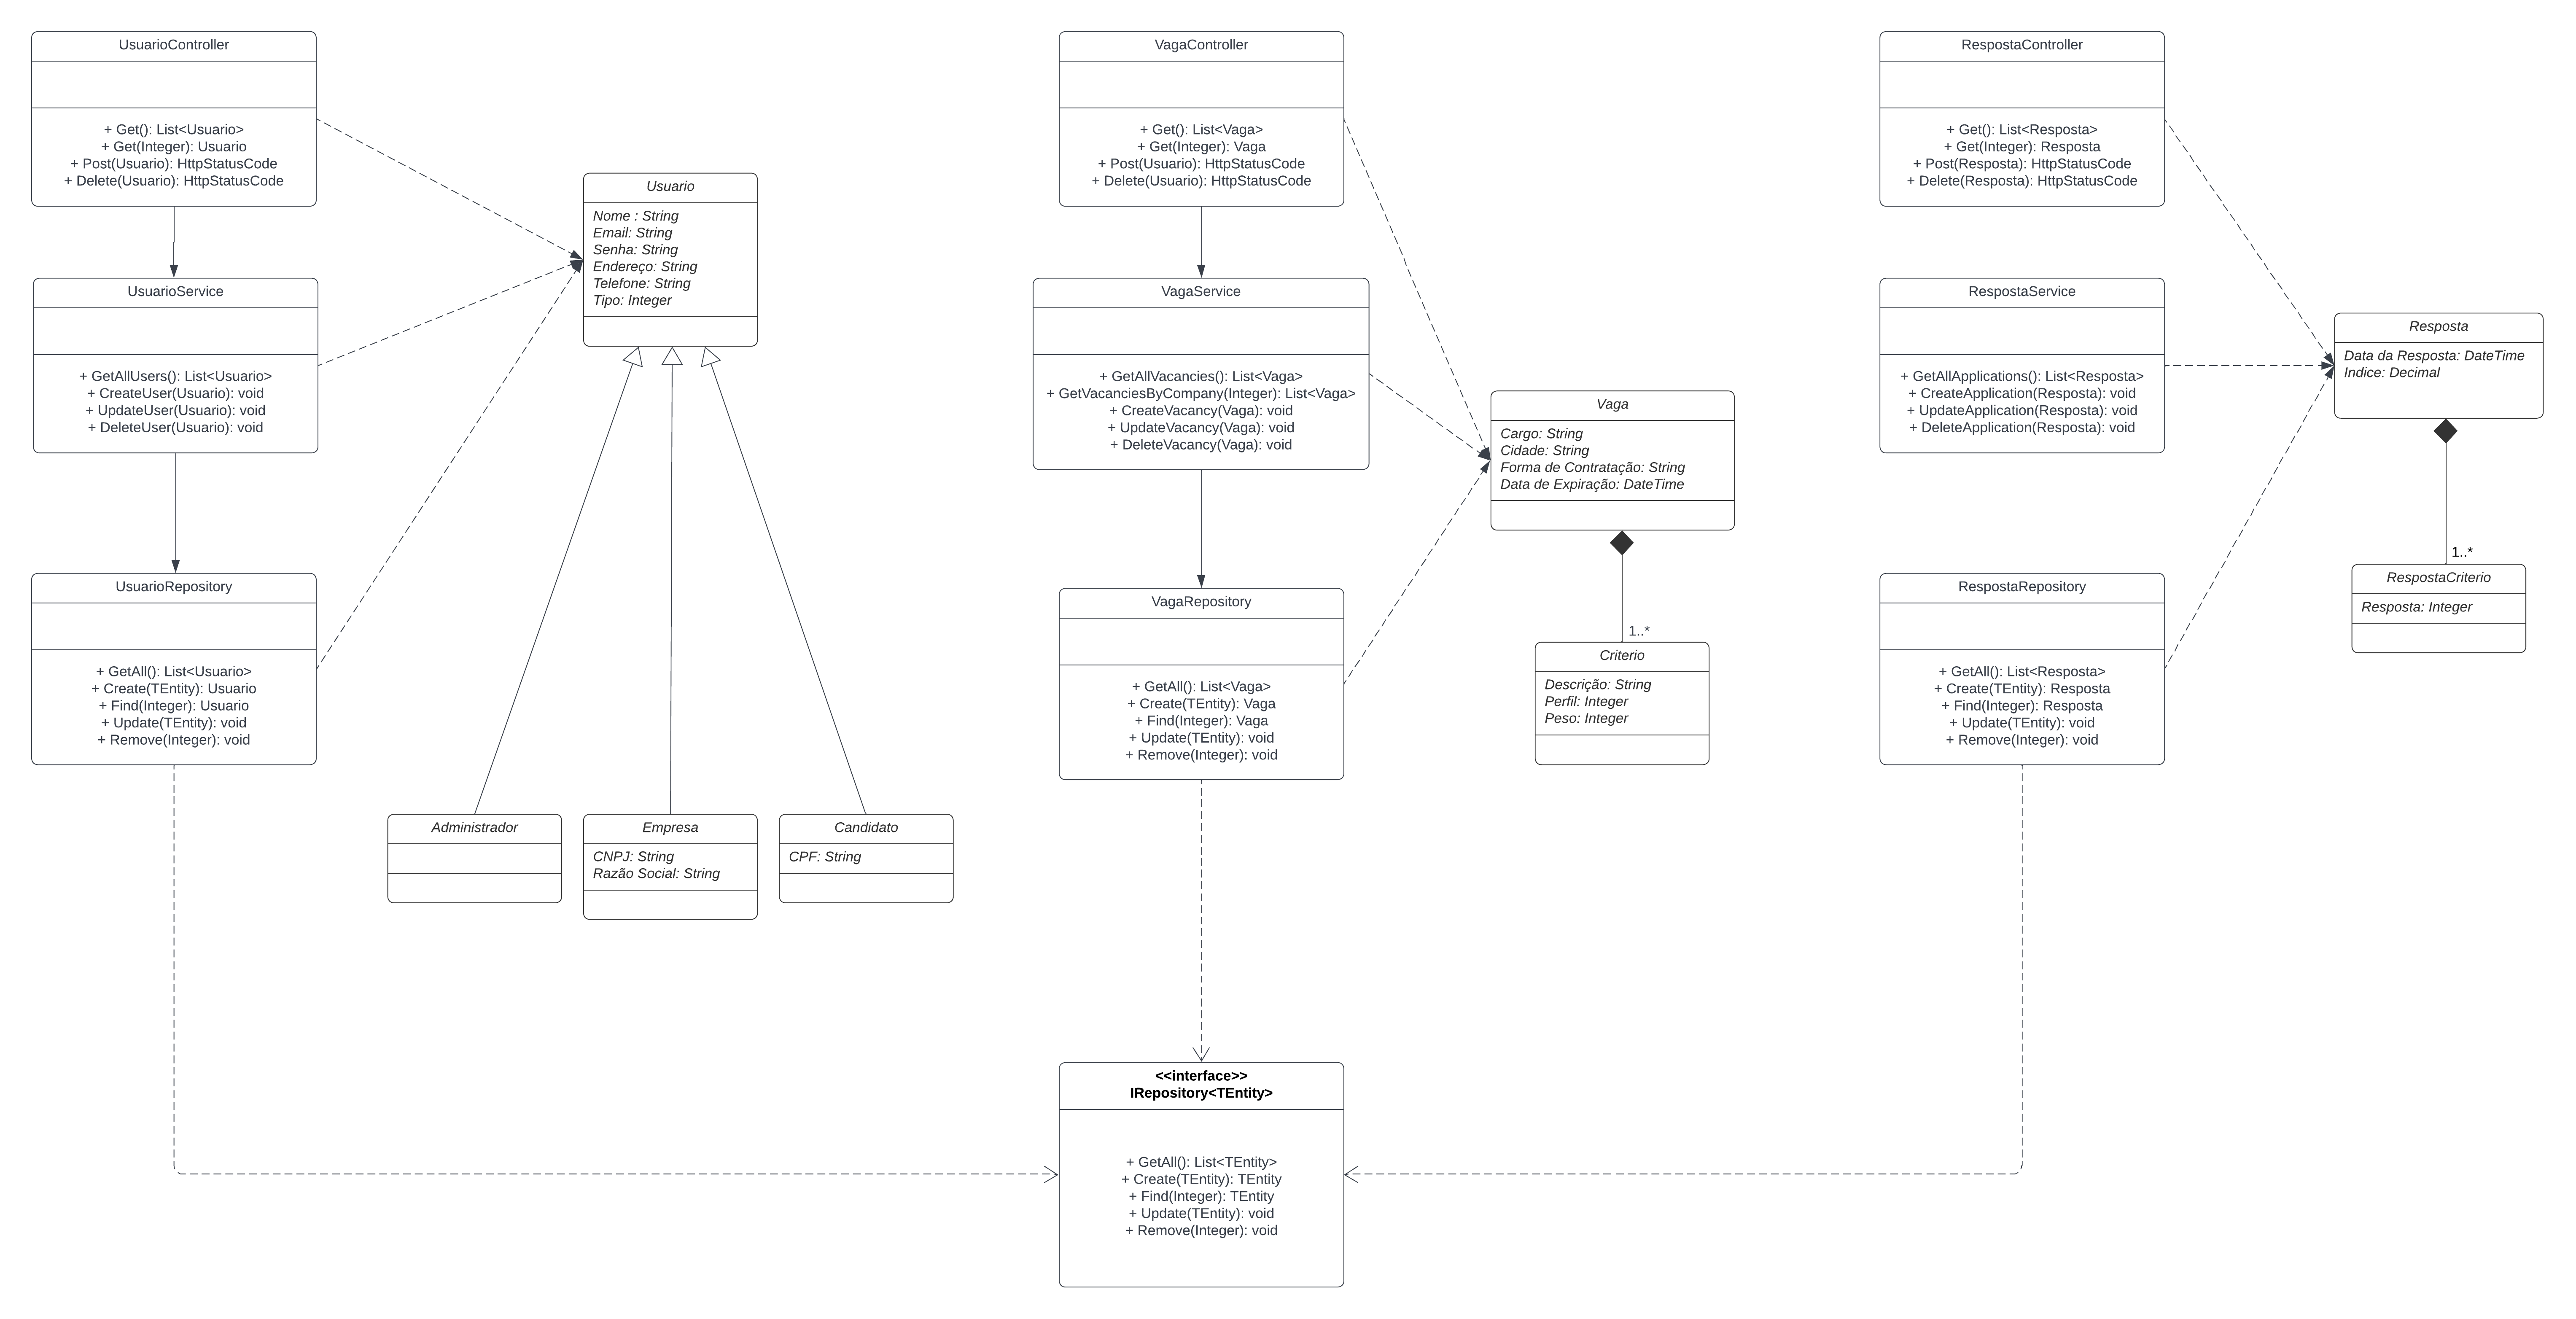 UsuarioController
+ Get(): List<Usuario>
+ Get(Integer): Usuario
+ Post(Usuario): HttpStatusCode
+ Delete(Usuario): HttpStatusCode
UsuarioService
+ GetAllUsers(): List<Usuario>
+ CreateUser(Usuario): void
+ UpdateUser(Usuario): void
+ DeleteUser(Usuario): void
UsuarioRepository
+ GetAll(): List<Usuario>
+ Create(TEntity): Usuario
+ Find(Integer): Usuario
+ Update(TEntity): void
+ Remove(Integer): void
Usuario
Nome : String
Email: String
Senha: String
Endereço: String
Telefone: String
Tipo: Integer
Administrador
Empresa
CNPJ: String
Razão Social: String
Candidato
CPF: String
VagaController
+ Get(): List<Vaga>
+ Get(Integer): Vaga
+ Post(Usuario): HttpStatusCode
+ Delete(Usuario): HttpStatusCode
VagaService
+ GetAllVacancies(): List<Vaga>
+ GetVacanciesByCompany(Integer): List<Vaga>
+ CreateVacancy(Vaga): void
+ UpdateVacancy(Vaga): void
+ DeleteVacancy(Vaga): void
VagaRepository
+ GetAll(): List<Vaga>
+ Create(TEntity): Vaga
+ Find(Integer): Vaga
+ Update(TEntity): void
+ Remove(Integer): void
Vaga
Cargo: String
Cidade: String
Forma de Contratação: String
Data de Expiração: DateTime
1..*
Criterio
Descrição: String
Perfil: Integer
Peso: Integer
<<interface>>
IRepository<TEntity>
+ GetAll(): List<TEntity>
+ Create(TEntity): TEntity
+ Find(Integer): TEntity
+ Update(TEntity): void
+ Remove(Integer): void
RespostaController
+ Get(): List<Resposta>
+ Get(Integer): Resposta
+ Post(Resposta): HttpStatusCode
+ Delete(Resposta): HttpStatusCode
RespostaService
+ GetAllApplications(): List<Resposta>
+ CreateApplication(Resposta): void
+ UpdateApplication(Resposta): void
+ DeleteApplication(Resposta): void
RespostaRepository
+ GetAll(): List<Resposta>
+ Create(TEntity): Resposta
+ Find(Integer): Resposta
+ Update(TEntity): void
+ Remove(Integer): void
Resposta
Data da Resposta: DateTime
Indice: Decimal
1..*
RespostaCriterio
Resposta: Integer